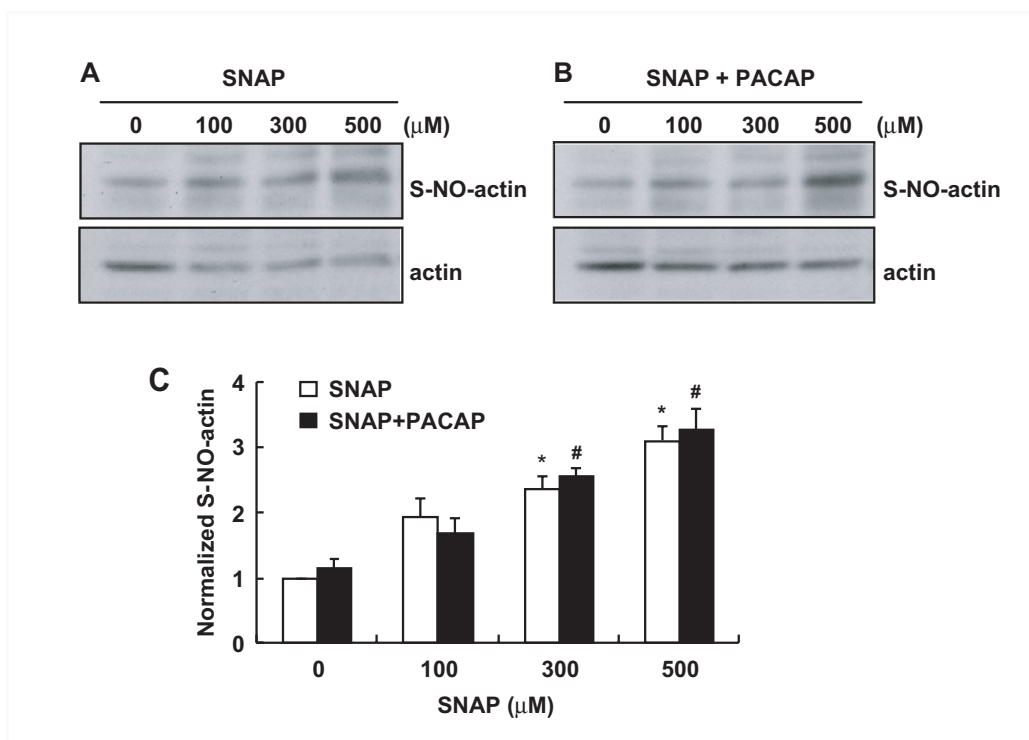 A
SNAP
0 100 300 500 (μM)
S-NO-actin
actin
B
SNAP + PACAP
0 100 300 500 (μM)
S-NO-actin
actin
C
Normalized S-NO-actin
4
3
2
1
0
SNAP
SNAP+PACAP
* #
* #
0 100 300 500
SNAP (μM)